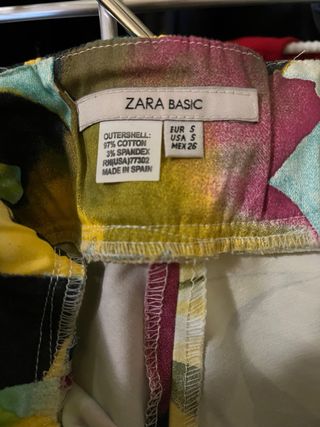 ZARA BASIC
OUTERSHELL:
97% COTTON
3% SPANDEX
RN(USA)77302
MADE IN SPAIN
EUR S
USA S
MEX 26